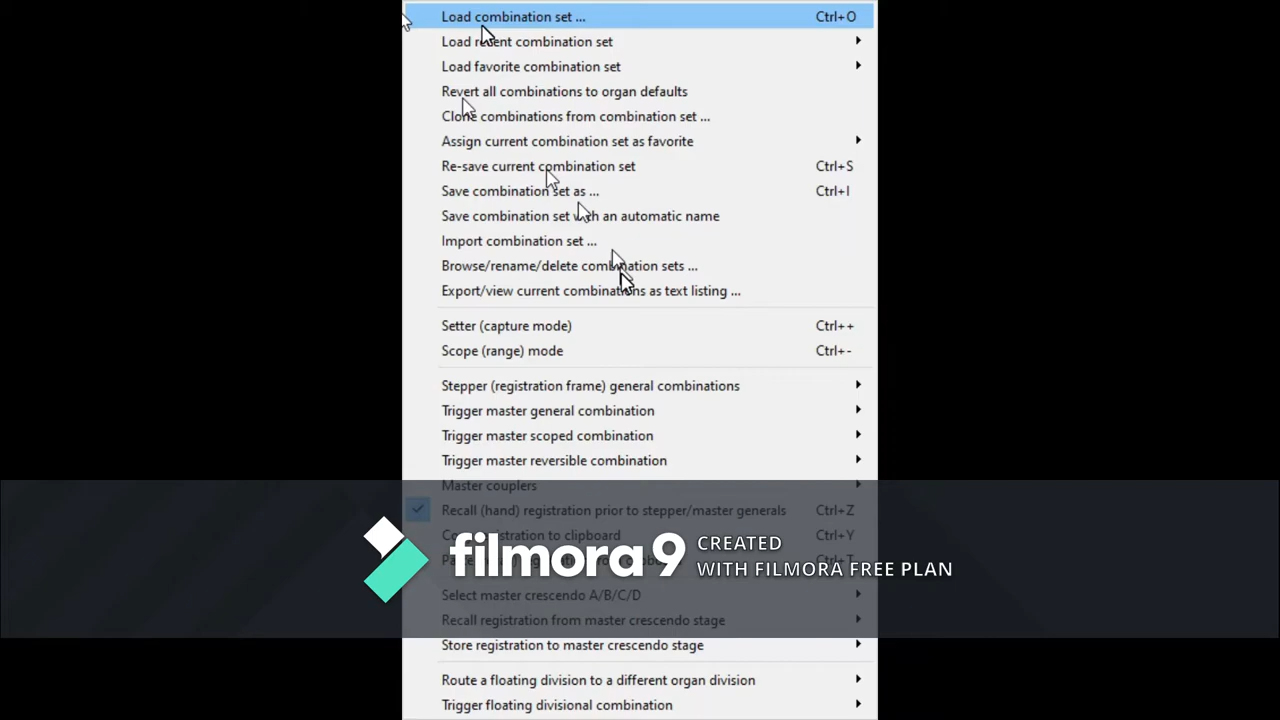 Load combination set ... Ctrl+O
Load recent combination set
Load favorite combination set
Revert all combinations to organ defaults
Clone combinations from combination set ...
Assign current combination set as favorite
Re-save current combination set Ctrl+S
Save combination set as ... Ctrl+I
Save combination set with an automatic name
Import combination set ...
Browse/rename/delete combination sets ...
Export/view current combinations as text listing ...
Setter (capture mode) Ctrl++
Scope (range) mode Ctrl+-
Stepper (registration frame) general combinations
Trigger master general combination
Trigger master scoped combination
Trigger master reversible combination
Master couplers
Recall (hand) registration prior to stepper/master generals Ctrl+Z
registration to clipboard Ctrl+Y
filmora9 CREATED
WITH FILMORA FREE PLAN
Select master crescendo A/B/C/D
Recall registration from master crescendo stage
Store registration to master crescendo stage
Route a floating division to a different organ division
Trigger floating divisional combination